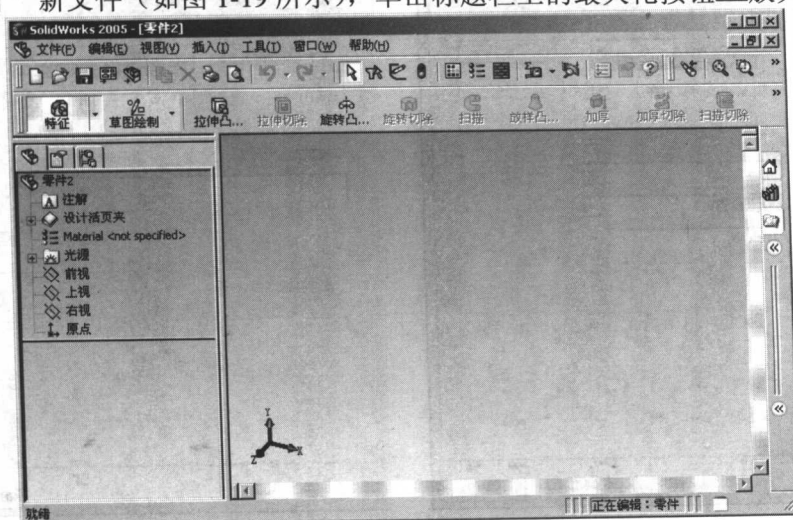 新文件（如图 1-19 所示），单击标题栏上的最大化按钮
SolidWorks 2005 - [零件2]
文件(F) 编辑(E) 视图(V) 插入(I) 工具(T) 窗口(W) 帮助(H)
特征 草图绘制 拉伸凸... 拉伸切除 旋转凸... 旋转切除 扫描 放样凸... 加厚 加厚切除 扫描切除
零件2
注解
设计活页夹
Material <not specified>
光源
前视
上视
右视
原点
Y
X
Z
就绪
正在编辑：零件